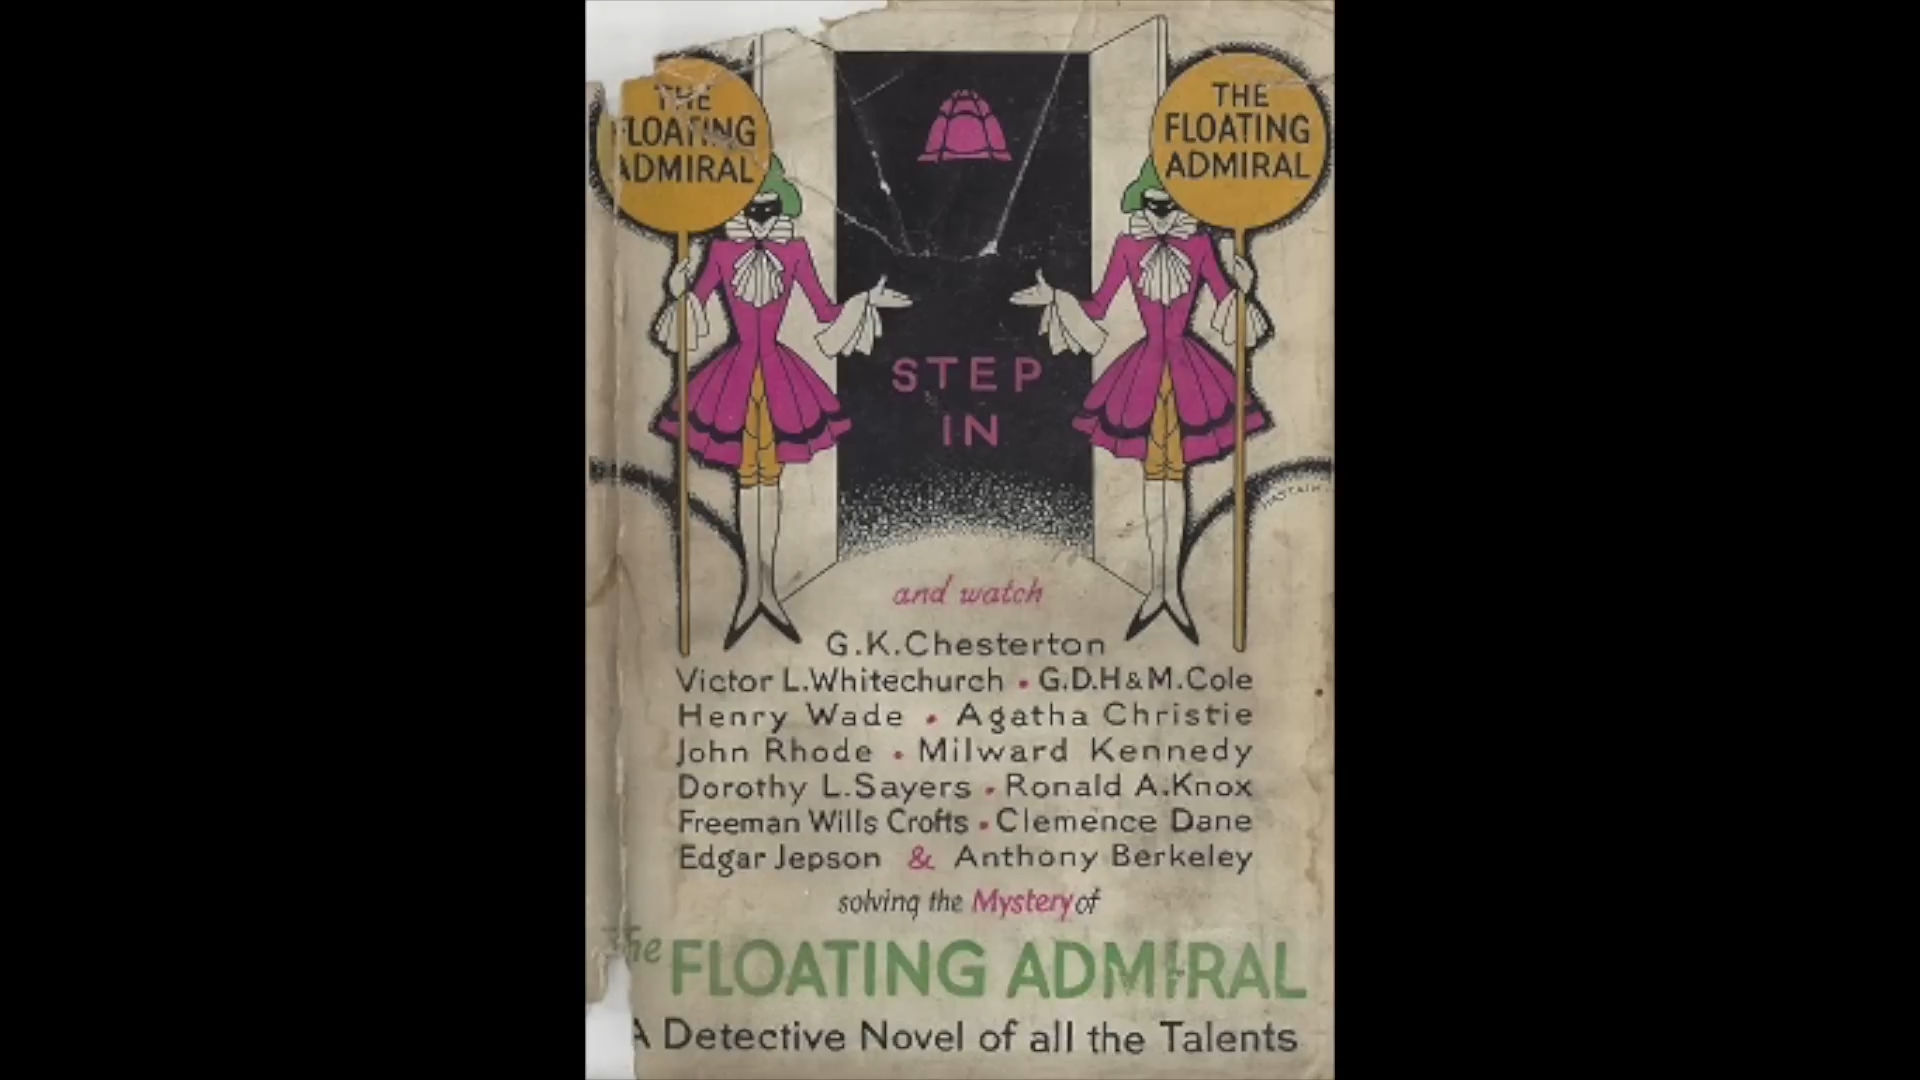 THE
FLOATING
ADMIRAL
THE
FLOATING
ADMIRAL
STEP
IN
and watch
G.K.Chesterton
Victor L.Whitechurch • G.D.H & M.Cole
Henry Wade • Agatha Christie
John Rhode • Milward Kennedy
Dorothy L.Sayers • Ronald A.Knox
Freeman Wills Crofts • Clemence Dane
Edgar Jepson & Anthony Berkeley
solving the Mystery of
The FLOATING ADMIRAL
A Detective Novel of all the Talents